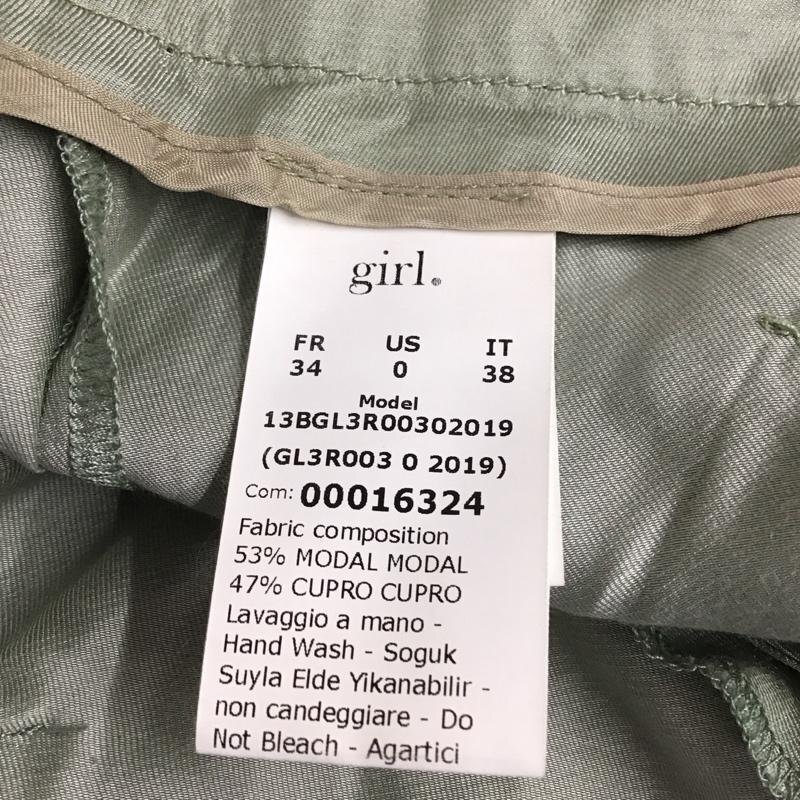 girl.
FR US IT
34 0 38
Model
13BGL3R00302019
(GL3R003 0 2019)
Com: 00016324
Fabric composition
53% MODAL MODAL
47% CUPRO CUPRO
Lavaggio a mano -
Hand Wash - Soguk
Suyla Elde Yikanabilir -
non candeggiare - Do
Not Bleach - Agartici